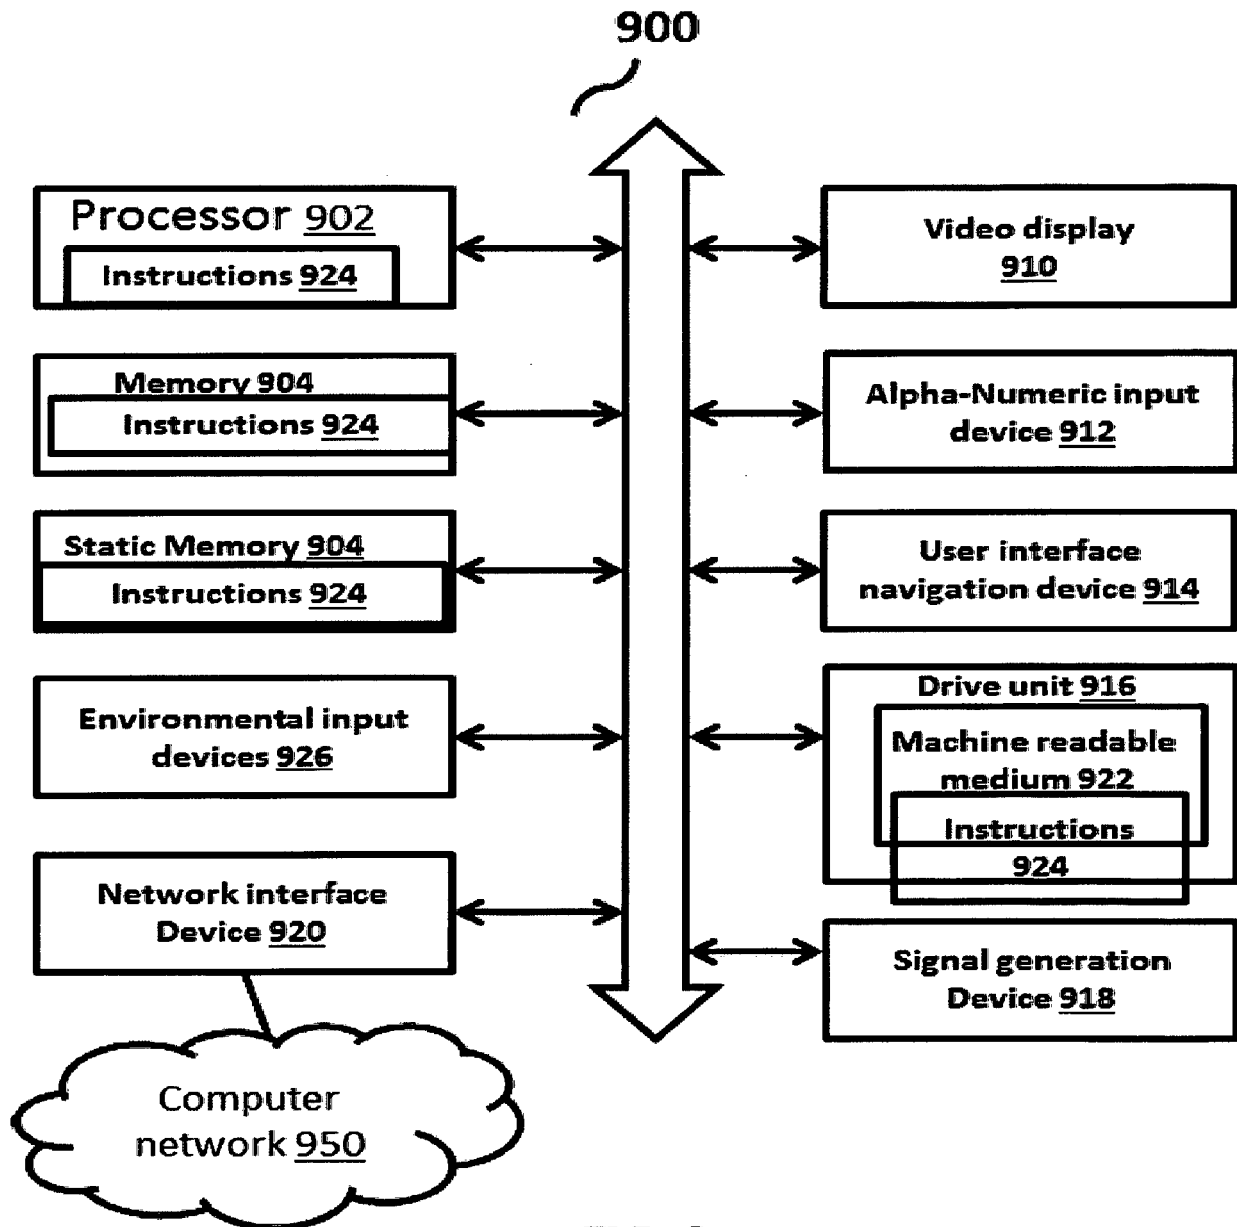 900
Processor 902
Instructions 924
Memory 904
Instructions 924
Static Memory 904
Instructions 924
Environmental input
devices 926
Network interface
Device 920
Computer
network 950
Video display
910
Alpha-Numeric input
device 912
User interface
navigation device 914
Drive unit 916
Machine readable
medium 922
Instructions
924
Signal generation
Device 918